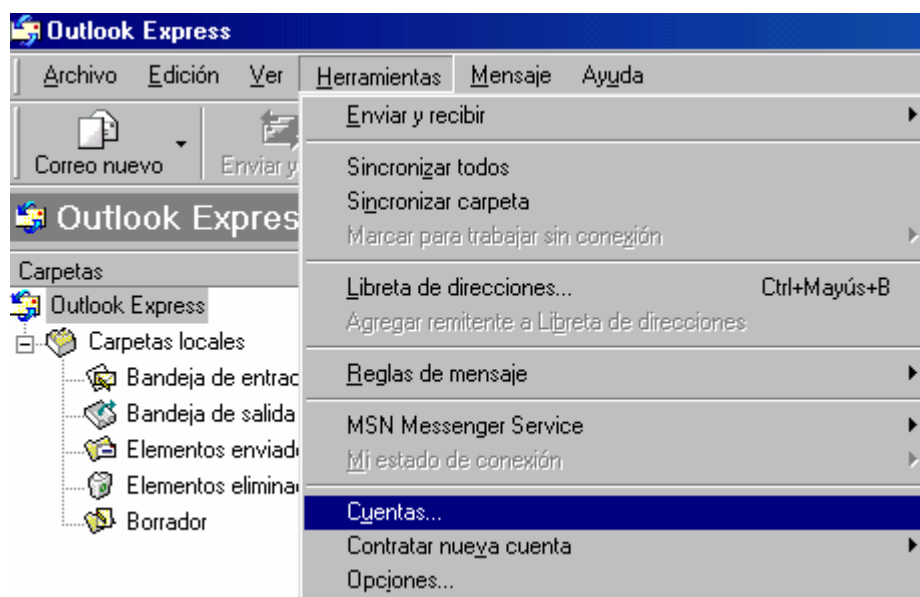 Outlook Express
Archivo Edición Ver Herramientas Mensaje Ayuda
Correo nuevo Enviar y
Outlook Expres
Carpetas
Outlook Express
Carpetas locales
Bandeja de entrac
Bandeja de salida
Elementos enviad
Elementos elimina
Borrador
Enviar y recibir
Sincronizar todos
Sincronizar carpeta
Marcar para trabajar sin conexión
Libreta de direcciones... Ctrl+Mayús+B
Agregar remitente a Libreta de direcciones
Reglas de mensaje
MSN Messenger Service
Mi estado de conexión
Cuentas...
Contratar nueva cuenta
Opciones...